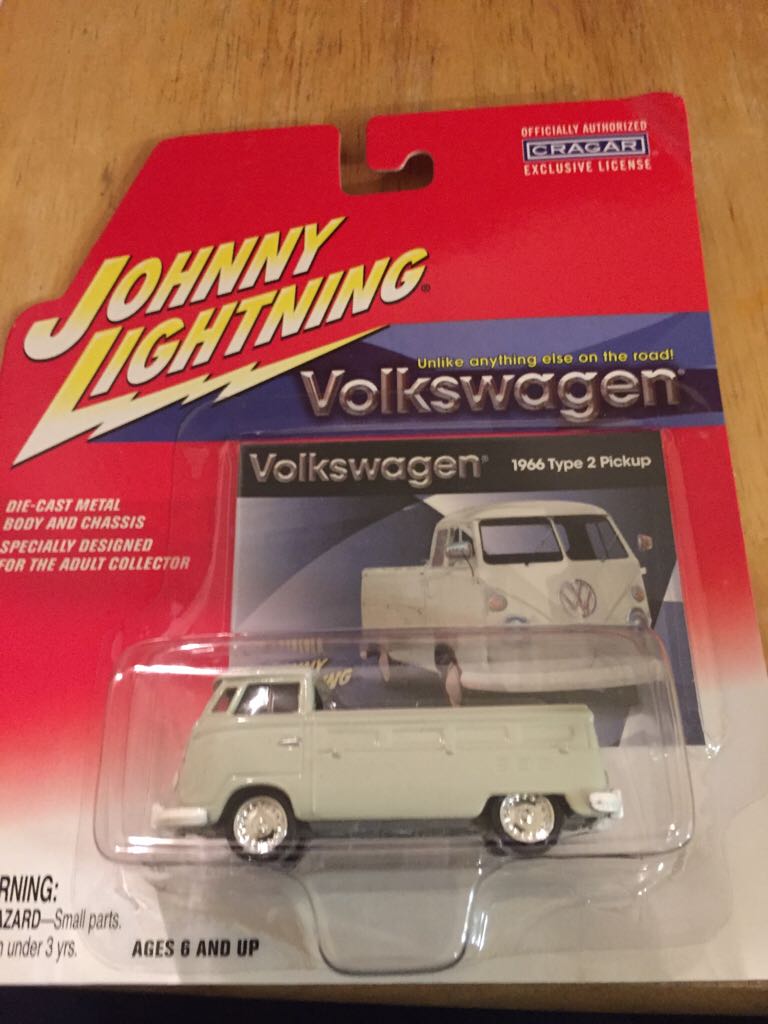 OFFICIALLY AUTHORIZED
CRAGAR
EXCLUSIVE LICENSE
JOHNNY
LIGHTNING®
Unlike anything else on the road!
Volkswagen®
Volkswagen® 1966 Type 2 Pickup
DIE-CAST METAL
BODY AND CHASSIS
SPECIALLY DESIGNED
FOR THE ADULT COLLECTOR
RNING:
AZARD—Small parts.
under 3 yrs.
AGES 6 AND UP